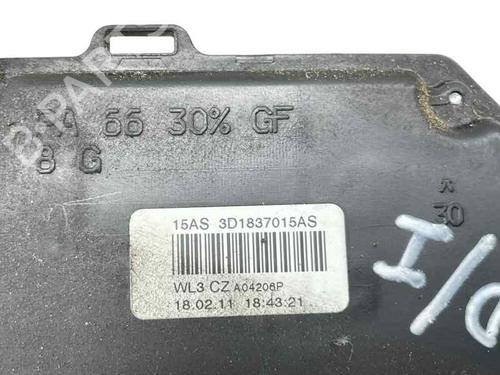 66 30% GF
8 G
30
15AS 3D1837015AS
WL3 CZ A04206P
18.02.11 18:43:21